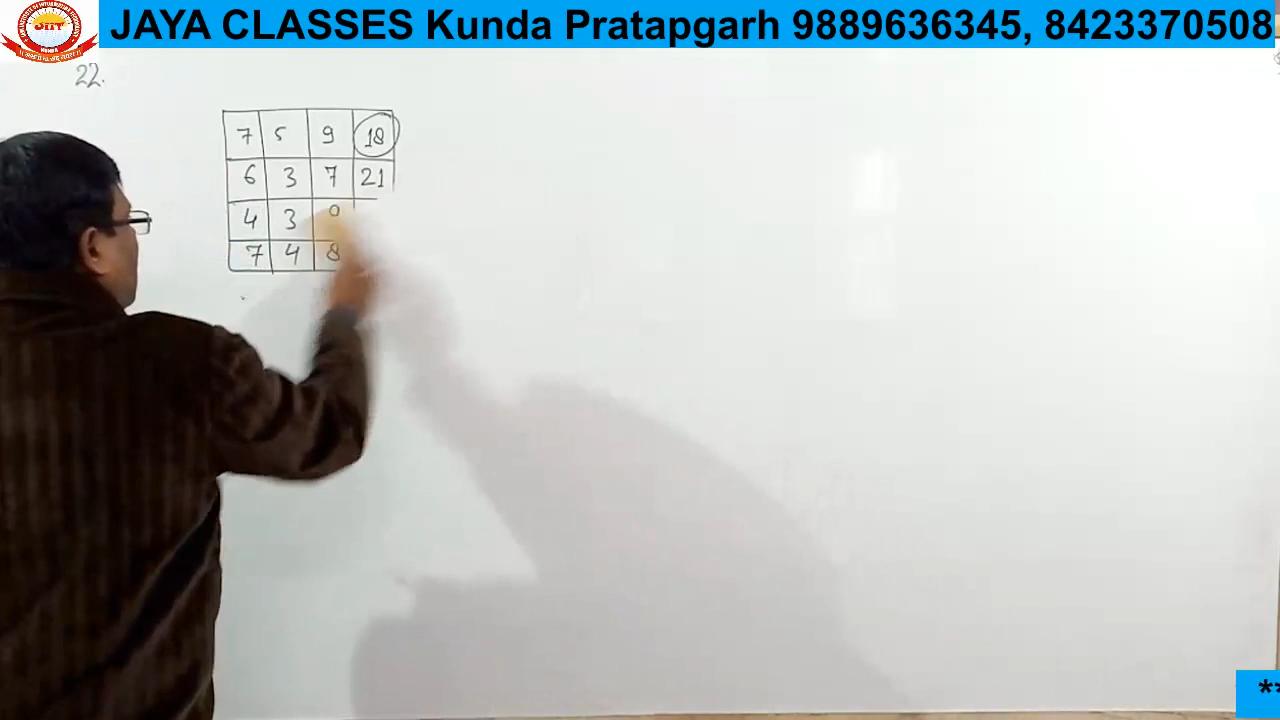 JAYA CLASSES Kunda Pratapgarh 9889636345, 8423370508
22.
7 5 9 18
6 3 7 21
4 3
7 4 8
**